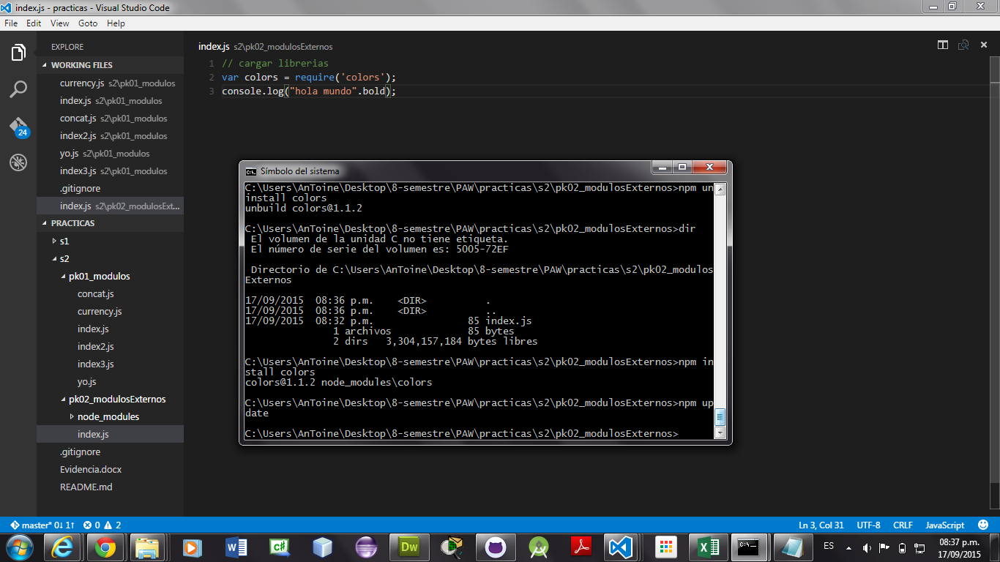 index.js - practicas - Visual Studio Code
File Edit View Goto Help
EXPLORE
WORKING FILES
currency.js s2\pk01_modulos
index.js s2\pk01_modulos
concat.js s2\pk01_modulos
index2.js s2\pk01_modulos
yo.js s2\pk01_modulos
index3.js s2\pk01_modulos
.gitignore
index.js s2\pk02_modulosExt...
PRACTICAS
s1
s2
pk01_modulos
concat.js
currency.js
index.js
index2.js
index3.js
yo.js
pk02_modulosExternos
node_modules
index.js
.gitignore
Evidencia.docx
README.md
24
index.js s2\pk02_modulosExternos
1 // cargar librerias
2 var colors = require('colors');
3 console.log("hola mundo".bold);
Símbolo del sistema
C:\Users\AnToine\Desktop\8-semestre\PAW\practicas\s2\pk02_modulosExternos>npm un
install colors
unbuild colors@1.1.2
C:\Users\AnToine\Desktop\8-semestre\PAW\practicas\s2\pk02_modulosExternos>dir
El volumen de la unidad C no tiene etiqueta.
El número de serie del volumen es: 5005-72EF
Directorio de C:\Users\AnToine\Desktop\8-semestre\PAW\practicas\s2\pk02_modulos
Externos
17/09/2015 08:36 p.m. <DIR> .
17/09/2015 08:36 p.m. <DIR> ..
17/09/2015 08:32 p.m. 85 index.js
1 archivos 85 bytes
2 dirs 3,304,157,184 bytes libres
C:\Users\AnToine\Desktop\8-semestre\PAW\practicas\s2\pk02_modulosExternos>npm in
stall colors
colors@1.1.2 node_modules\colors
C:\Users\AnToine\Desktop\8-semestre\PAW\practicas\s2\pk02_modulosExternos>npm up
date
C:\Users\AnToine\Desktop\8-semestre\PAW\practicas\s2\pk02_modulosExternos>
master* 0↓ 1↑ 0 2
Ln 3, Col 31 UTF-8 CRLF JavaScript
Dw
ES
08:37 p.m.
17/09/2015